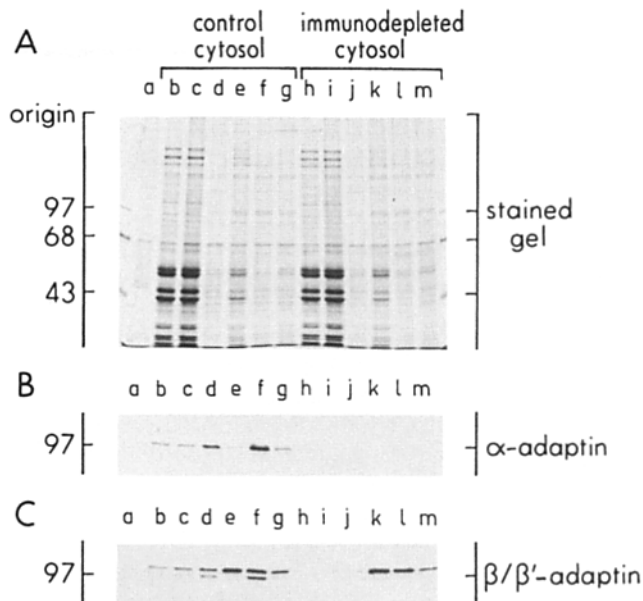 A
control cytosol
immunodepleted cytosol
a b c d e f g h i j k l m
origin
97
68
43
stained gel
B
a b c d e f g h i j k l m
97
α-adaptin
C
a b c d e f g h i j k l m
97
β/β'-adaptin